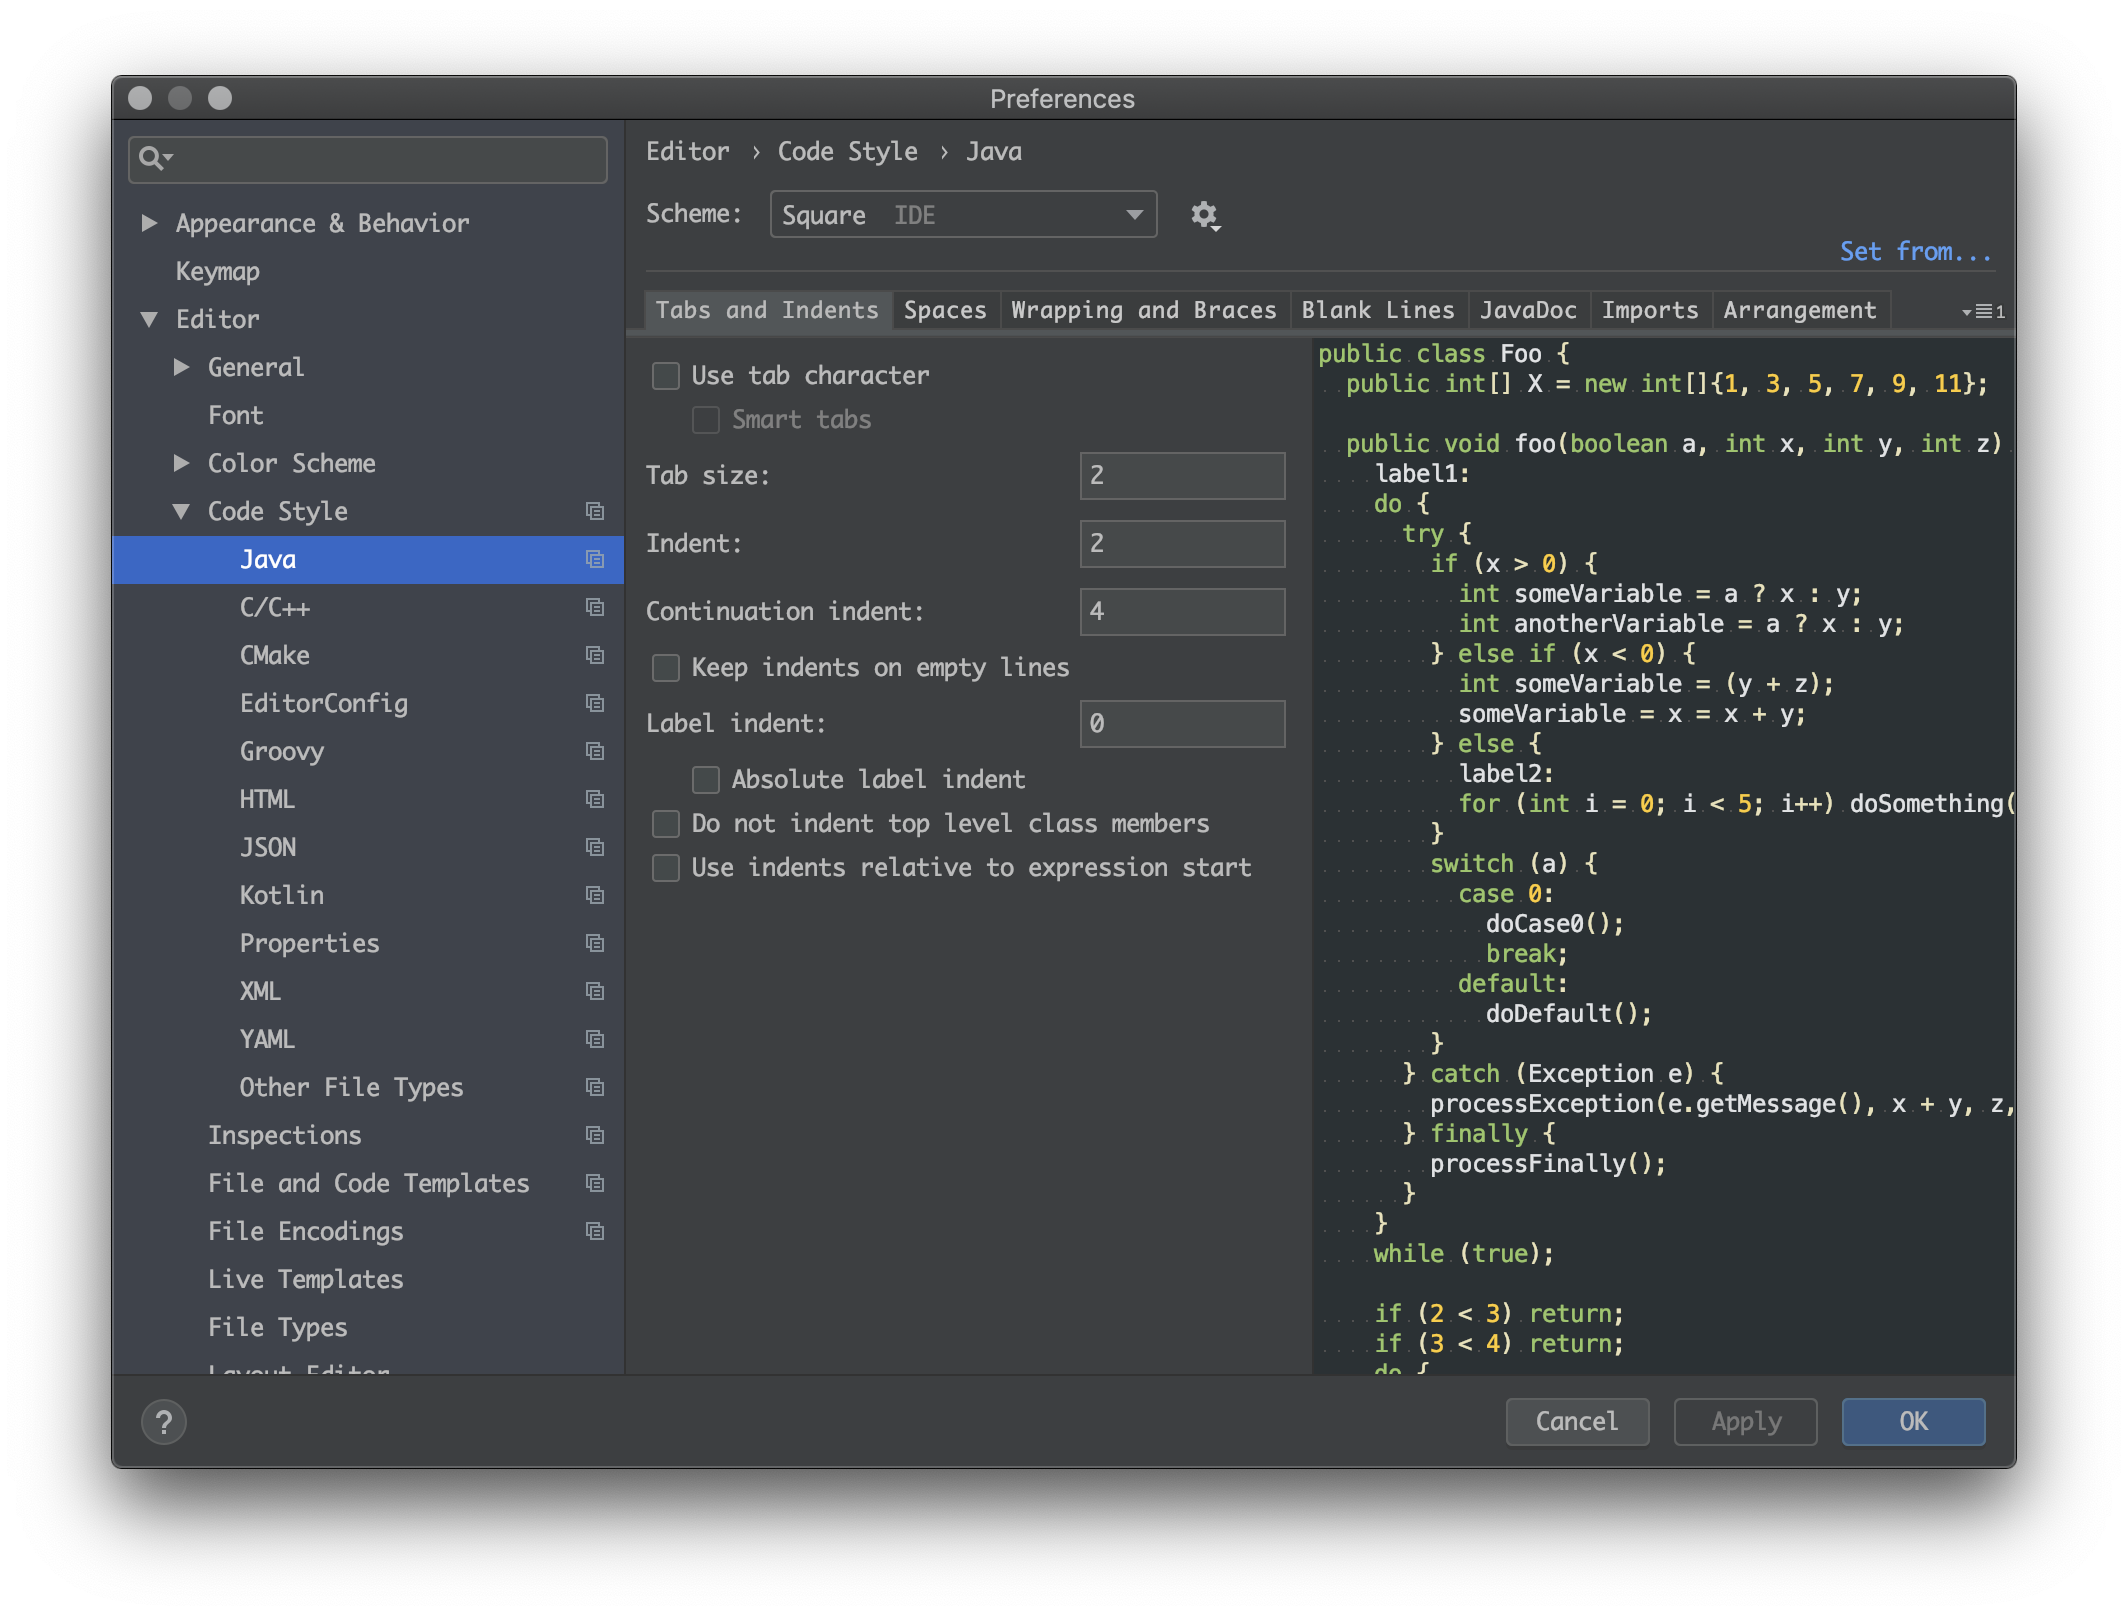 Preferences
Appearance & Behavior
Keymap
Editor
General
Font
Color Scheme
Code Style
Java
C/C++
CMake
EditorConfig
Groovy
HTML
JSON
Kotlin
Properties
XML
YAML
Other File Types
Inspections
File and Code Templates
File Encodings
Live Templates
File Types
Layout Editor
Editor › Code Style › Java
Scheme: Square IDE
Set from...
Tabs and Indents Spaces Wrapping and Braces Blank Lines JavaDoc Imports Arrangement 1
Use tab character
Smart tabs
Tab size: 2
Indent: 2
Continuation indent: 4
Keep indents on empty lines
Label indent: 0
Absolute label indent
Do not indent top level class members
Use indents relative to expression start
public class Foo {
public int[] X = new int[]{1, 3, 5, 7, 9, 11};
public void foo(boolean a, int x, int y, int z)
label1:
do {
try {
if (x > 0) {
int someVariable = a ? x : y;
int anotherVariable = a ? x : y;
} else if (x < 0) {
int someVariable = (y + z);
someVariable = x = x + y;
} else {
label2:
for (int i = 0; i < 5; i++) doSomething(
}
switch (a) {
case 0:
doCase0();
break;
default:
doDefault();
}
} catch (Exception e) {
processException(e.getMessage(), x + y, z,
} finally {
processFinally();
}
}
while (true);
if (2 < 3) return;
if (3 < 4) return;
do {
?
Cancel Apply OK